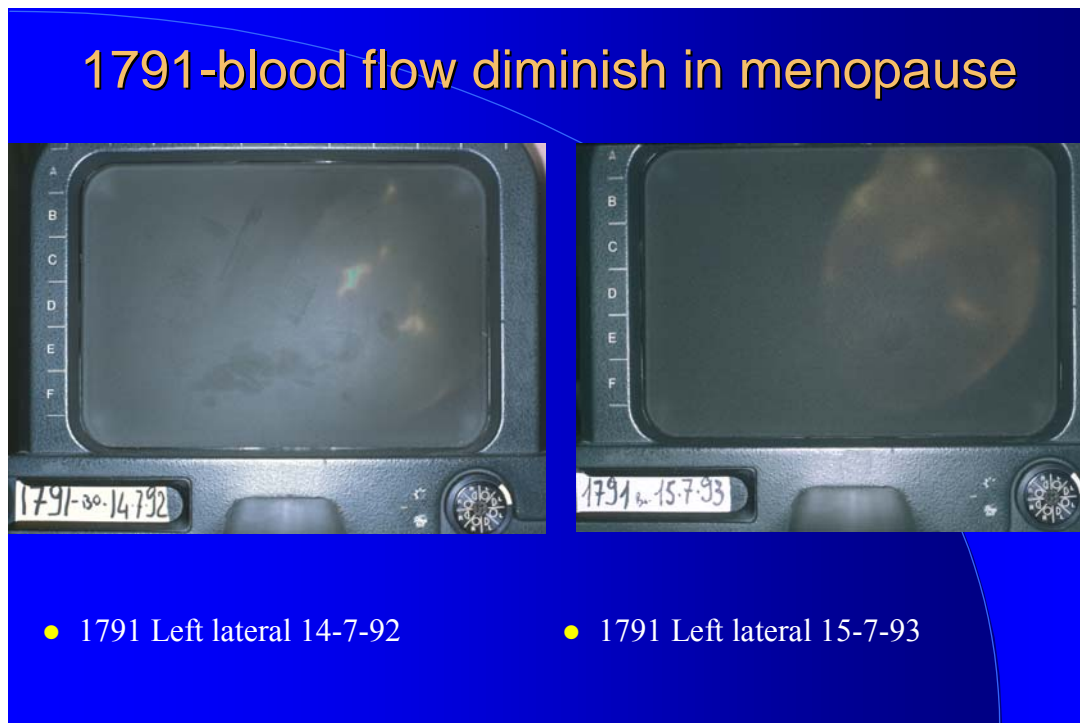 1791-blood flow diminish in menopause
A
B
C
D
E
F
1791-30.14.7.92
A
B
C
D
E
F
1791 30.15.7.93
1791 Left lateral 14-7-92
1791 Left lateral 15-7-93